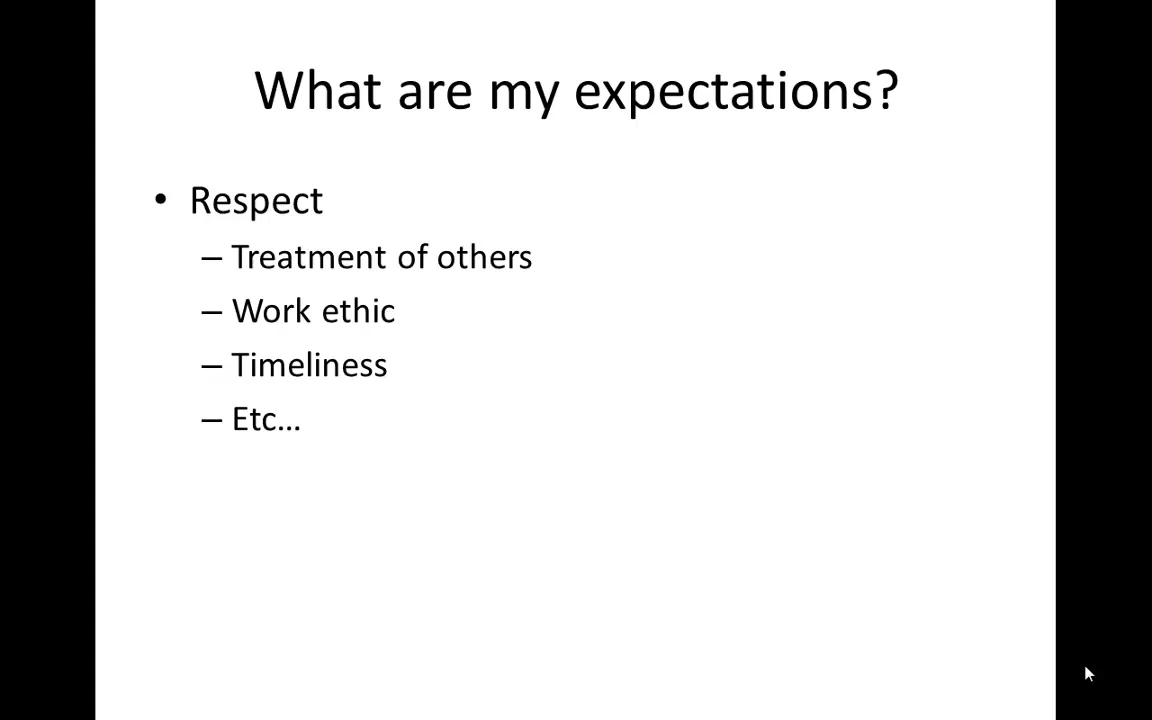 What are my expectations?
• Respect
– Treatment of others
– Work ethic
– Timeliness
– Etc...